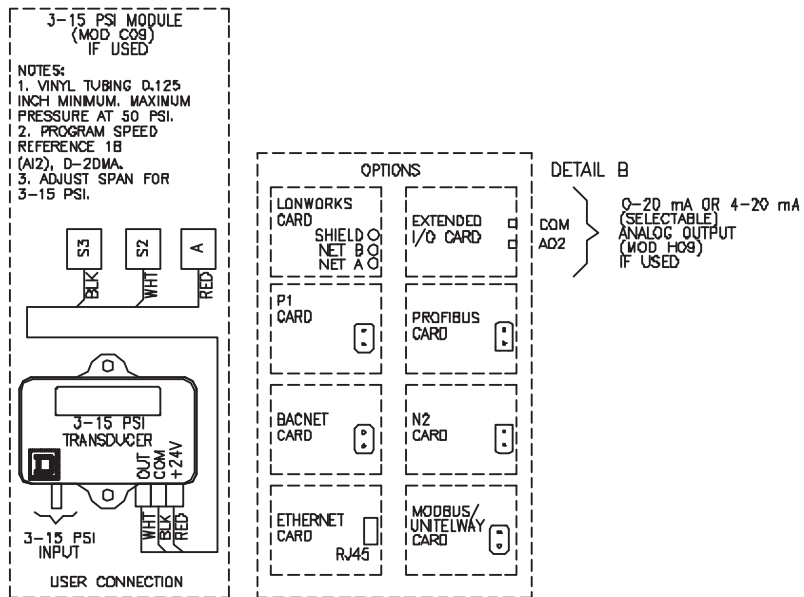 3-15 PSI MODULE
(MOD C09)
IF USED
NOTES:
1. VINYL TUBING 0.125
INCH MINIMUM. MAXIMUM
PRESSURE AT 50 PSI.
2. PROGRAM SPEED
REFERENCE 1B
(AI2), 0-20MA.
3. ADJUST SPAN FOR
3-15 PSI.
S3
S2
A
BLK
WHT
RED
3-15 PSI
TRANSDUCER
OUT
COM
+24V
WHT
BLK
RED
3-15 PSI
INPUT
USER CONNECTION
OPTIONS
LONWORKS
CARD
SHIELD
NET B
NET A
EXTENDED
I/O CARD
COM
AO2
P1
CARD
PROFIBUS
CARD
BACNET
CARD
N2
CARD
ETHERNET
CARD
RJ45
MODBUS/
UNITELWAY
CARD
DETAIL B
0-20 mA OR 4-20 mA
(SELECTABLE)
ANALOG OUTPUT
(MOD H09)
IF USED